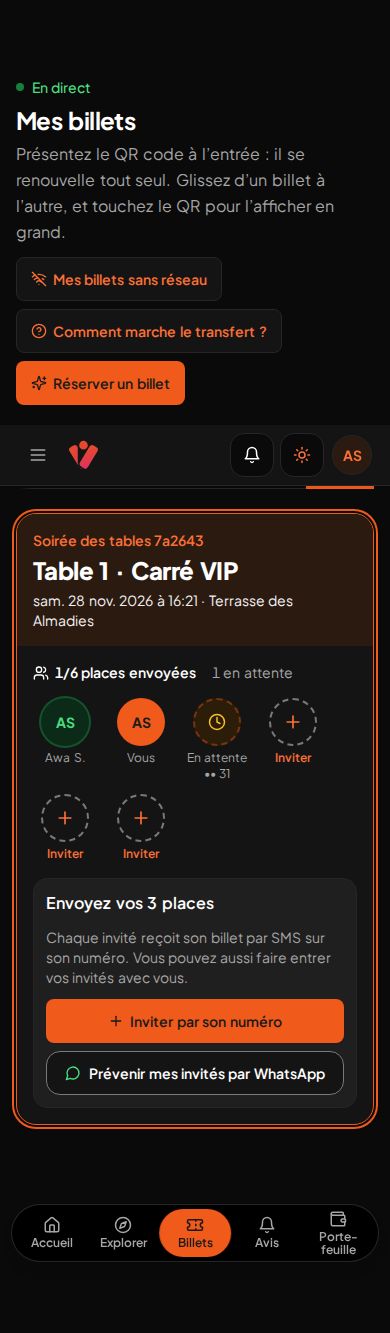 En direct
Mes billets
Présentez le QR code à l’entrée : il se
renouvelle tout seul. Glissez d’un billet à
l’autre, et touchez le QR pour l’afficher en
grand.
Mes billets sans réseau
Comment marche le transfert ?
Réserver un billet
AS
Soirée des tables 7a2643
Table 1 · Carré VIP
sam. 28 nov. 2026 à 16:21 · Terrasse des
Almadies
1/6 places envoyées 1 en attente
AS AS
Awa S. Vous En attente Inviter
•• 31
Inviter Inviter
Envoyez vos 3 places
Chaque invité reçoit son billet par SMS sur
son numéro. Vous pouvez aussi faire entrer
vos invités avec vous.
Inviter par son numéro
Prévenir mes invités par WhatsApp
Accueil Explorer Billets Avis Porte-
feuille